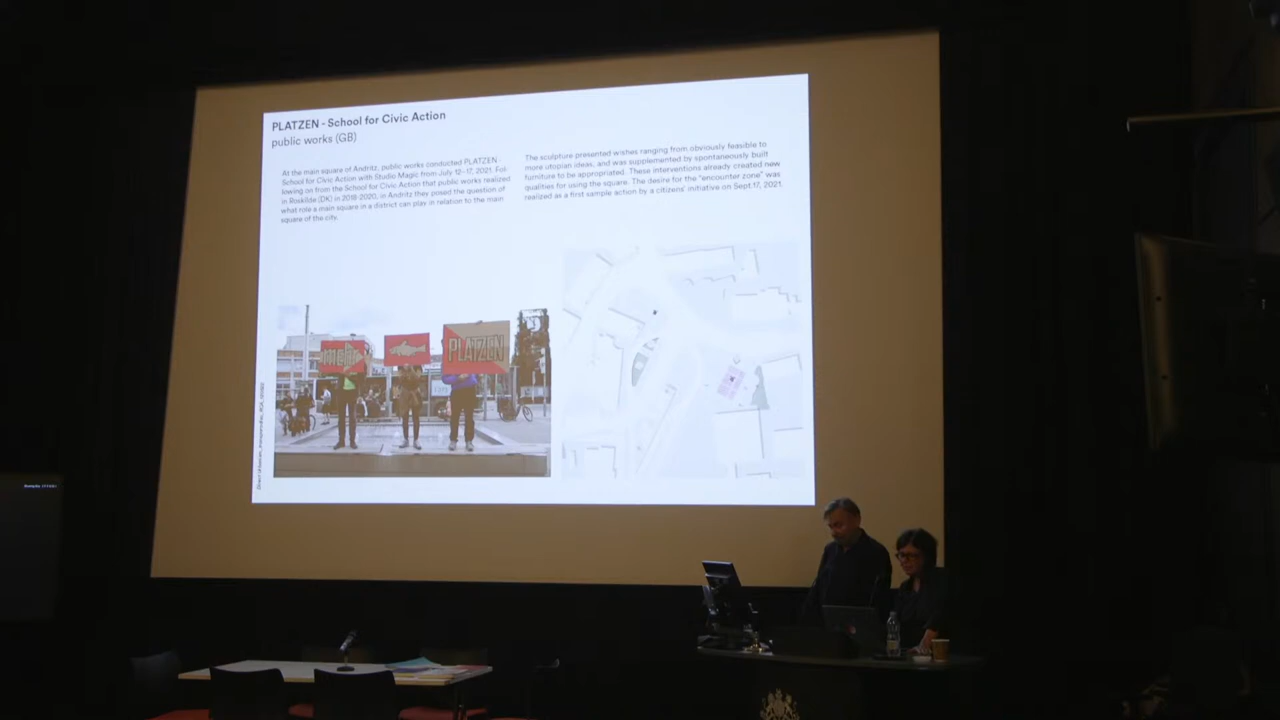 PLATZEN - School for Civic Action
public works (GB)
At the main square of Andritz, public works conducted PLATZEN -
School for Civic Action with Studio Magic from July 12–17, 2021. Fol-
lowing on from the School for Civic Action that public works realized
in Roskilde (DK) in 2018-2020, in Andritz they posed the question of
what role a main square in a district can play in relation to the main
square of the city.
The sculpture presented wishes ranging from obviously feasible to
more utopian ideas, and was supplemented by spontaneously built
furniture to be appropriated. These interventions already created new
qualities for using the square. The desire for the "encounter zone" was
realized as a first sample action by a citizens' initiative on Sept.17, 2021.
PLATZEN